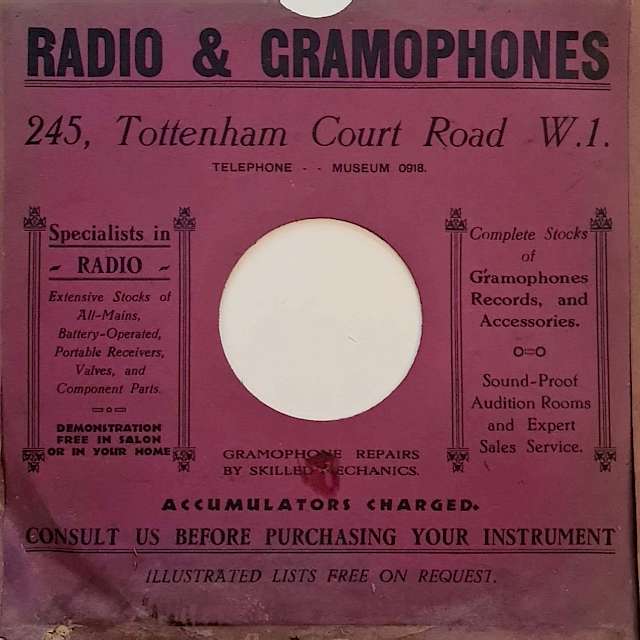 RADIO & GRAMOPHONES
245, Tottenham Court Road W.1.
TELEPHONE - - MUSEUM 0918.
Specialists in
~ RADIO ~
Extensive Stocks of
All-Mains,
Battery-Operated,
Portable Receivers,
Valves, and
Component Parts.
DEMONSTRATION
FREE IN SALON
OR IN YOUR HOME
Complete Stocks
of
Gramophones
Records, and
Accessories.
Sound-Proof
Audition Rooms
and Expert
Sales Service.
GRAMOPHONE REPAIRS
BY SKILLED MECHANICS.
ACCUMULATORS CHARGED.
CONSULT US BEFORE PURCHASING YOUR INSTRUMENT
ILLUSTRATED LISTS FREE ON REQUEST.